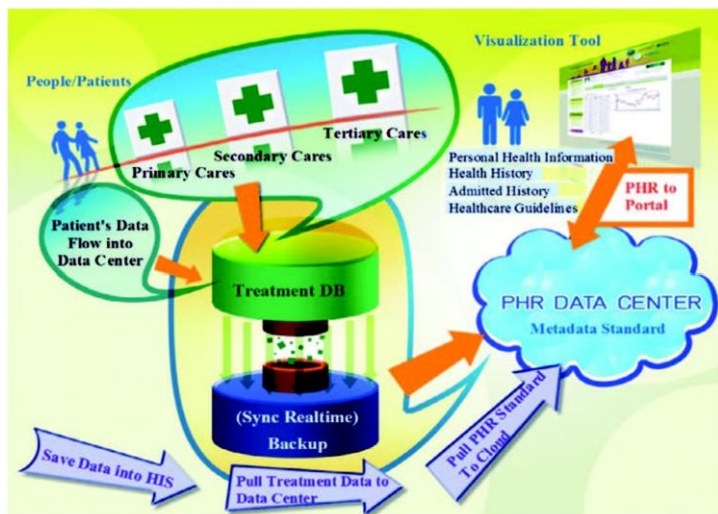 People/Patients
Primary Cares
Secondary Cares
Tertiary Cares
Visualization Tool
Personal Health Information
Health History
Admitted History
Healthcare Guidelines
PHR to
Portal
Patient's Data
Flow into
Data Center
Treatment DB
(Sync Realtime)
Backup
PHR DATA CENTER
Metadata Standard
Save Data into HIS
Pull Treatment Data to
Data Center
Pull PHR Standard
To Cloud